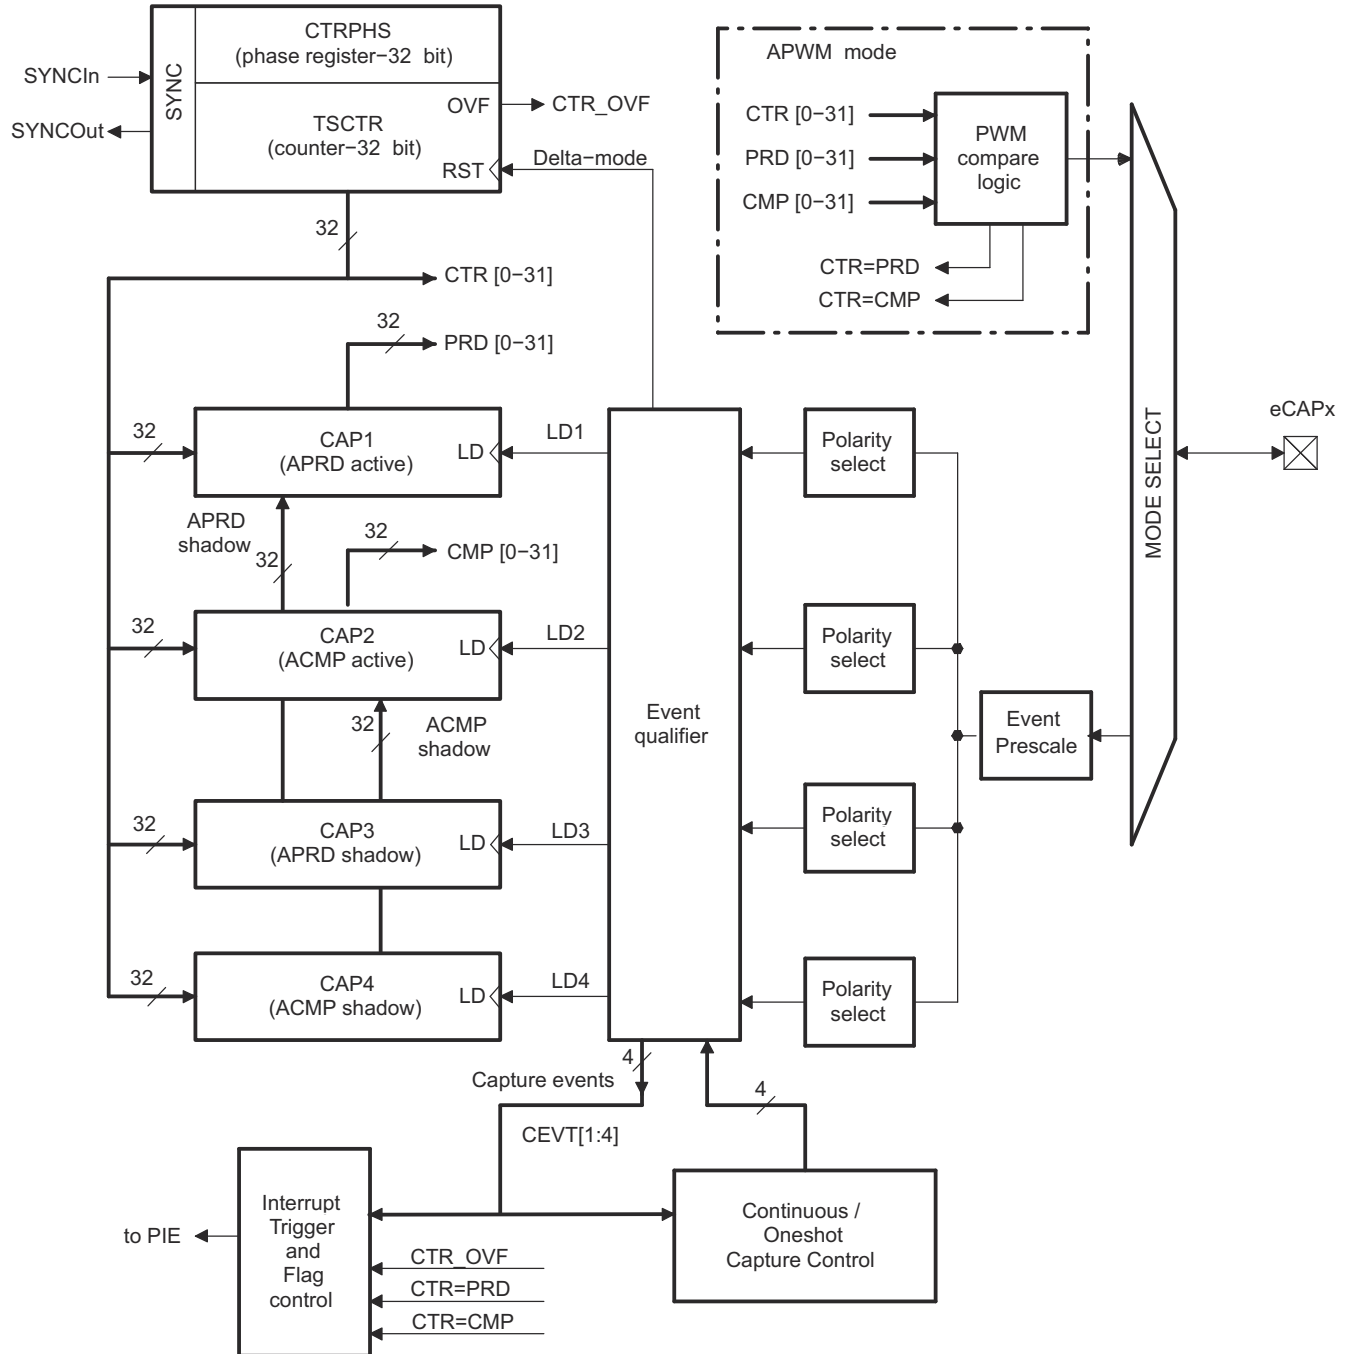 CTRPHS
(phase register−32 bit)
SYNCIn
SYNC
OVF
CTR_OVF
SYNCOut
TSCTR
(counter−32 bit)
RST
Delta−mode
32
CTR [0−31]
32
PRD [0−31]
APWM mode
CTR [0−31]
PRD [0−31]
CMP [0−31]
PWM
compare
logic
CTR=PRD
CTR=CMP
32
CAP1
(APRD active)
LD
LD1
Polarity
select
MODE SELECT
eCAPx
APRD
shadow
32
32
CMP [0−31]
32
CAP2
(ACMP active)
LD
LD2
Polarity
select
32
ACMP
shadow
Event
qualifier
Event
Prescale
32
CAP3
(APRD shadow)
LD
LD3
Polarity
select
32
CAP4
(ACMP shadow)
LD
LD4
Polarity
select
4
Capture events
4
CEVT[1:4]
to PIE
Interrupt
Trigger
and
Flag
control
CTR_OVF
CTR=PRD
CTR=CMP
Continuous /
Oneshot
Capture Control